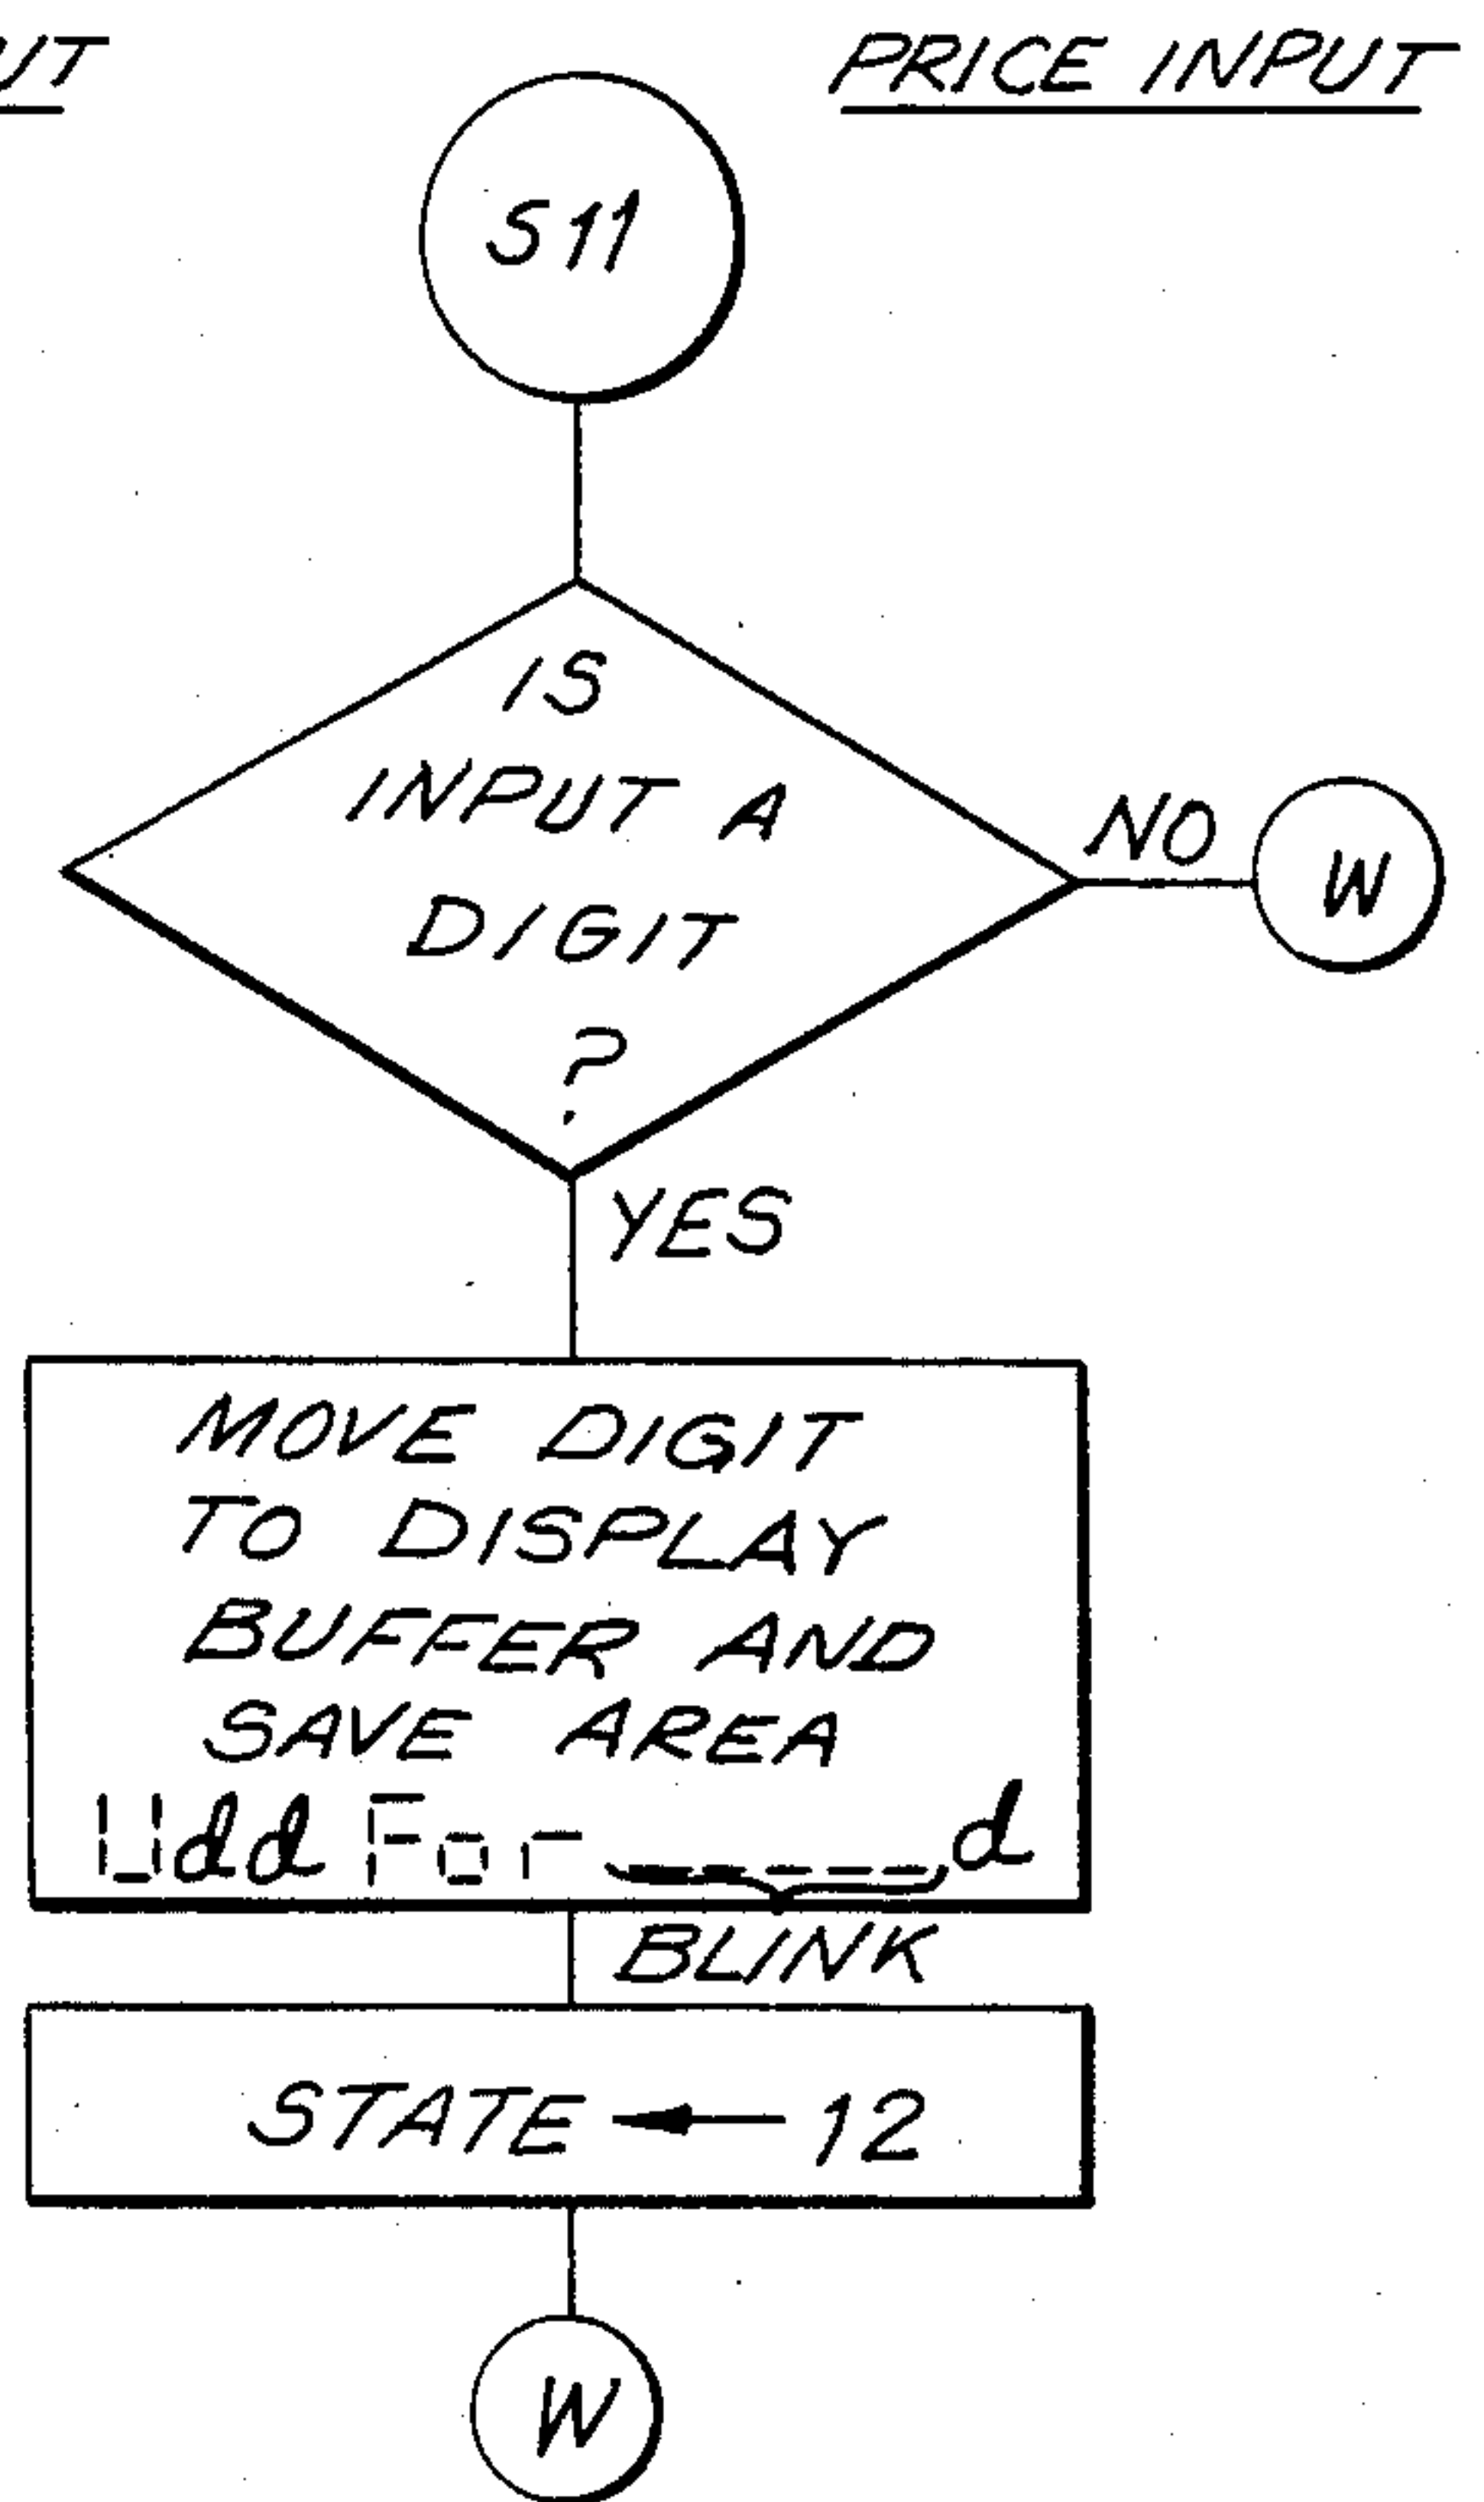 PRICE INPUT
S11
IS
INPUT A
DIGIT
?
NO
W
YES
MOVE DIGIT
TO DISPLAY
BUFFER AND
SAVE AREA
Udd For _ _ _ _ d
BLINK
STATE ← 12
W